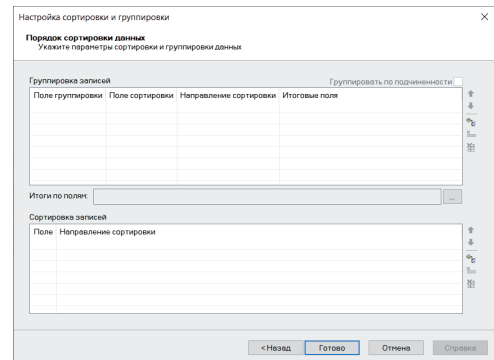 Настройка сортировки и группировки
Порядок сортировки данных
Укажите параметры сортировки и группировки данных
Группировка записей
Группировать по подчиненности
Поле группировки Поле сортировки Направление сортировки Итоговые поля
Итоги по полям:
...
Сортировка записей
Поле Направление сортировки
< Назад Готово Отмена Справка